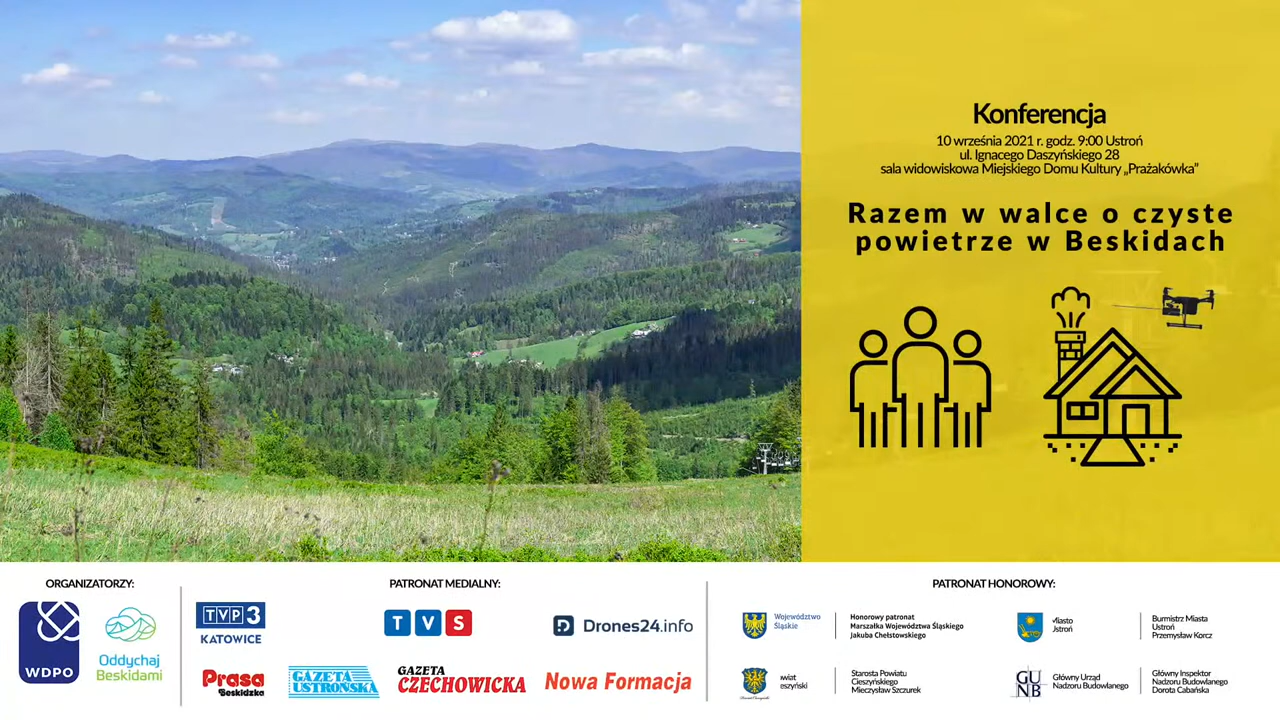 Konferencja
10 września 2021 r. godz. 9:00 Ustroń
ul. Ignacego Daszyńskiego 28
sala widowiskowa Miejskiego Domu Kultury „Prażakówka”
Razem w walce o czyste
powietrze w Beskidach
ORGANIZATORZY:
WDPO
Oddychaj
Beskidami
PATRONAT MEDIALNY:
TVP3
KATOWICE
TVS
Drones24.info
Prasa
Beskidzka
GAZETA
USTROŃSKA
GAZETA
CZECHOWICKA
Nowa Formacja
PATRONAT HONOROWY:
Województwo
Śląskie
Honorowy patronat
Marszałka Województwa Śląskiego
Jakuba Chełstowskiego
Miasto
Jstroń
Burmistrz Miasta
Ustroń
Przemysław Korcz
wiat
eszyński
Starosta Powiatu
Cieszyńskiego
Mieczysław Szczurek
GUNB
Główny Urząd
Nadzoru Budowlanego
Główny Inspektor
Nadzoru Budowlanego
Dorota Cabańska